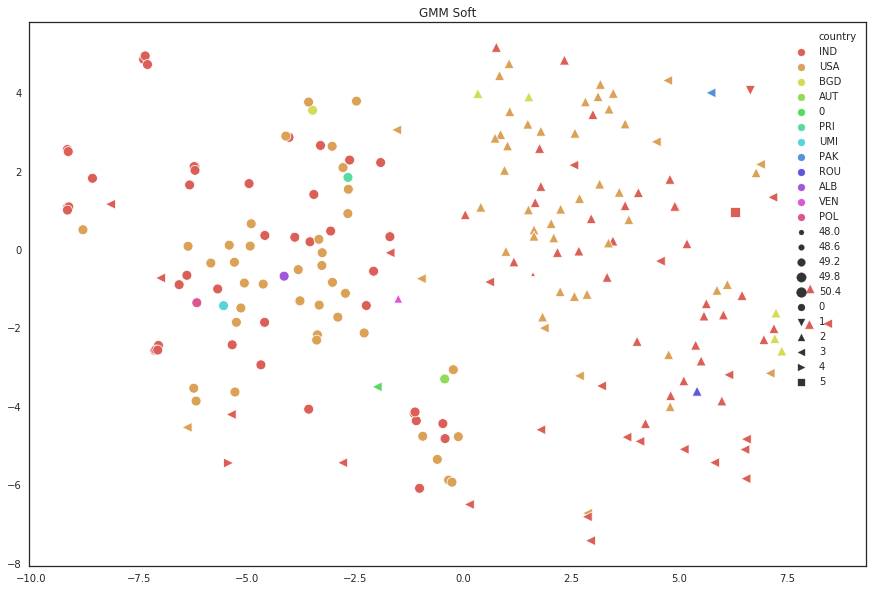 GMM Soft
country
IND
USA
BGD
AUT
0
PRI
UMI
PAK
ROU
ALB
VEN
POL
48.0
48.6
49.2
49.8
50.4
0
1
2
3
4
5
4
2
0
−2
−4
−6
−8
−10.0 −7.5 −5.0 −2.5 0.0 2.5 5.0 7.5